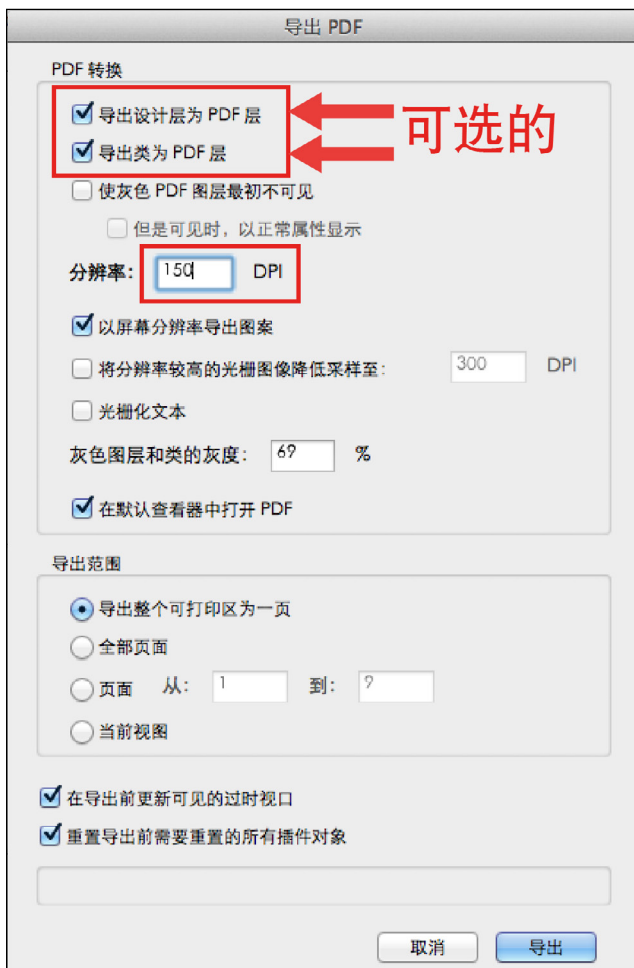 导出 PDF
PDF 转换
导出设计层为 PDF 层
导出类为 PDF 层
可选的
使灰色 PDF 图层最初不可见
但是可见时，以正常属性显示
分辨率： 150 DPI
以屏幕分辨率导出图案
将分辨率较高的光栅图像降低采样至： 300 DPI
光栅化文本
灰色图层和类的灰度： 69 %
在默认查看器中打开 PDF
导出范围
导出整个可打印区为一页
全部页面
页面 从： 1 到： 9
当前视图
在导出前更新可见的过时视口
重置导出前需要重置的所有插件对象
取消 导出